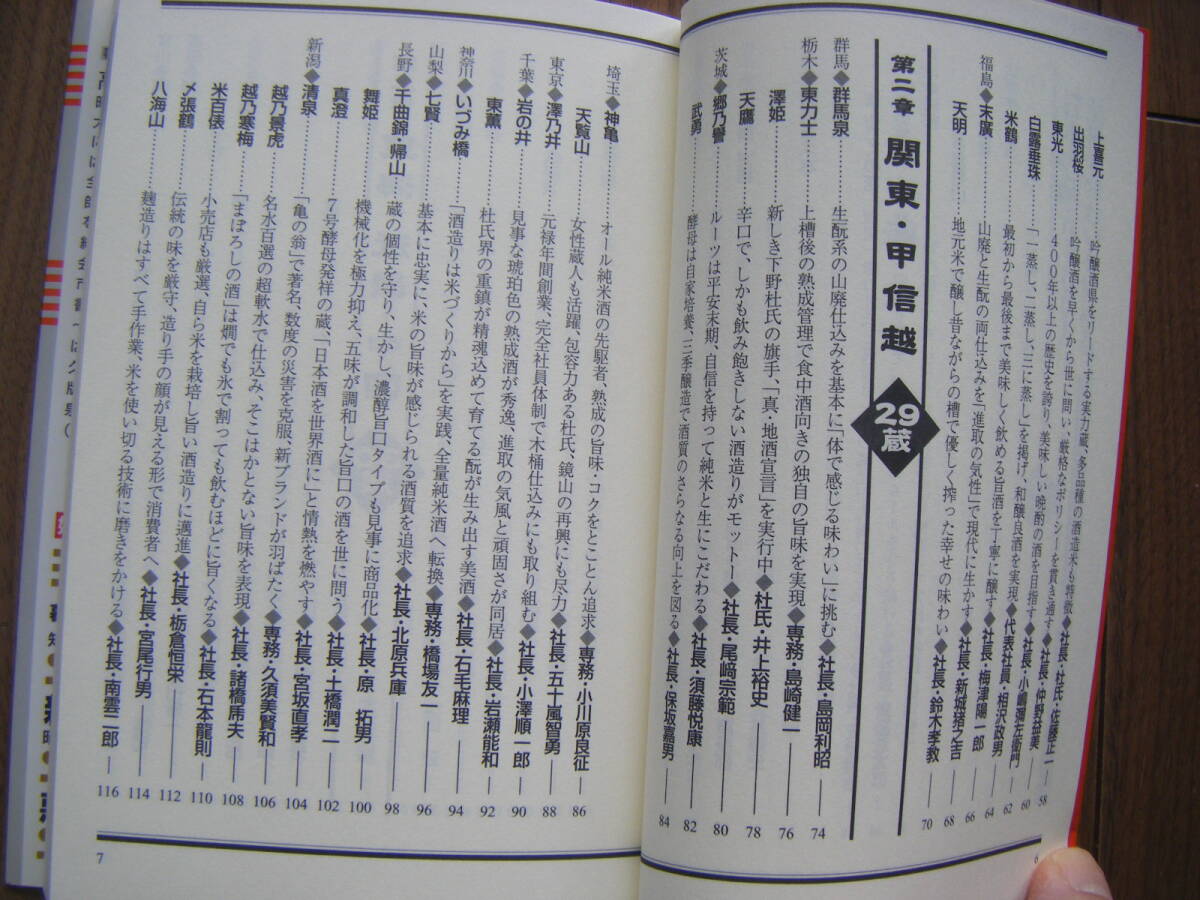 上喜元……吟醸酒県をリードする実力蔵、多品種の酒造米も特徴◆社長・杜氏・佐藤正一 58
出羽桜……吟醸酒を早くから世に問い、厳格なポリシーを貫き通す◆社長・仲野益美 60
東光……400年以上の歴史を誇り、美味しい晩酌の酒を目指す◆社長・小嶋彌左衛門 62
白露垂珠……「一蒸し、二蒸し、三に蒸し」を掲げ、和醸良酒を実現◆代表社員・相沢政男 64
米鶴……最初から最後まで美味しく飲める旨酒を丁寧に醸す◆社長・梅津陽一郎 66
福島◆末廣……山廃と生酛の両仕込みを「進取の気性」で現代に生かす◆社長・新城猪之吉 68
天明……地元米で醸し昔ながらの槽で優しく搾った幸せの味わい◆社長・鈴木孝教 70
第二章 関東・甲信越 29蔵
群馬◆群馬泉……生酛系の山廃仕込みを基本に「体で感じる味わい」に挑む◆社長・島岡利昭 74
栃木◆東力士……上槽後の熟成管理で食中酒向きの独自の旨味を実現◆専務・島崎健一 76
澤姫……新しき下野杜氏の旗手、「真・地酒宣言」を実行中◆杜氏・井上裕史 78
天鷹……辛口で、しかも飲み飽きしない酒造りがモットー◆社長・尾﨑宗範 80
茨城◆郷乃譽……ルーツは平安末期、自信を持って純米と生にこだわる◆社長・須藤悦康 82
武勇……酵母は自家培養、三季醸造で酒質のさらなる向上を図る◆社長・保坂嘉男 84
6
埼玉◆神亀……オール純米酒の先駆者、熟成の旨味・コクをとことん追求◆専務・小川原良征 86
天覧山……女性蔵人も活躍、包容力ある杜氏、鏡山の再興にも尽力◆社長・五十嵐智勇 88
東京◆澤乃井……元禄年間創業、完全社員体制で木桶仕込みにも取り組む◆社長・小澤順一郎 90
千葉◆岩の井……見事な琥珀色の熟成酒が秀逸、進取の気風と頑固さが同居◆社長・岩瀬能和 92
東薫……杜氏界の重鎮が精魂込めて育てる酛が生み出す美酒◆社長・石毛麻理 94
神奈川◆いづみ橋……「酒造りは米づくりから」を実践、全量純米酒へ転換◆専務・橋場友一 96
山梨◆七賢……基本に忠実に、米の旨味が感じられる酒質を追求◆社長・北原兵庫 98
長野◆千曲錦・帰山……蔵の個性を守り、生かし、濃醇旨口タイプも見事に商品化◆社長・原 拓男 100
舞姫……機械化を極力抑え、五味が調和した旨口の酒を世に問う◆社長・土橋潤二 102
真澄……7号酵母発祥の蔵、「日本酒を世界酒に」と情熱を燃やす◆社長・宮坂直孝 104
新潟◆清泉……「亀の翁」で著名、数度の災害を克服、新ブランドが羽ばたく◆専務・久須美賢和 106
越乃景虎……名水百選の超軟水で仕込み、そこはかとない旨味を表現◆社長・諸橋乕夫 108
越乃寒梅……「まぼろしの酒」は燗でも氷で割っても飲むほどに旨くなる◆社長・石本龍則 110
米百俵……小売店も厳選、自ら米を栽培し旨い酒造りに邁進◆社長・栃倉恒栄 112
〆張鶴……伝統の味を厳守、造り手の顔が見える形で消費者へ◆社長・宮尾行男 114
八海山……麹造りはすべて手作業、米を使い切る技術に磨きをかける◆社長・南雲二郎 116
7